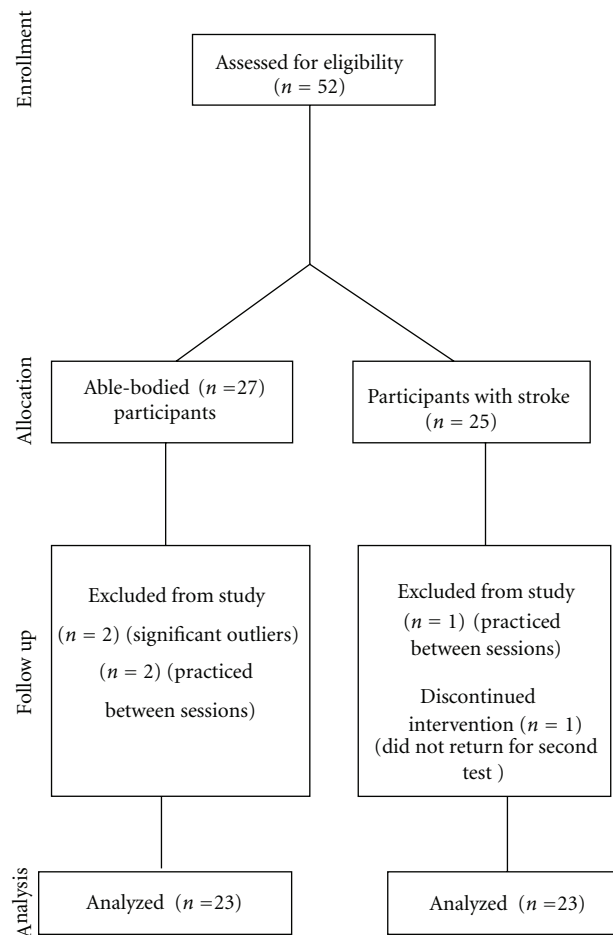 Enrollment
Assessed for eligibility
(n = 52)
Allocation
Able-bodied (n =27)
participants
Participants with stroke
(n = 25)
Follow up
Excluded from study
(n = 2) (significant outliers)
(n = 2) (practiced
between sessions)
Excluded from study
(n = 1) (practiced
between sessions)
Discontinued
intervention (n = 1)
(did not return for second
test )
Analysis
Analyzed (n =23)
Analyzed (n =23)